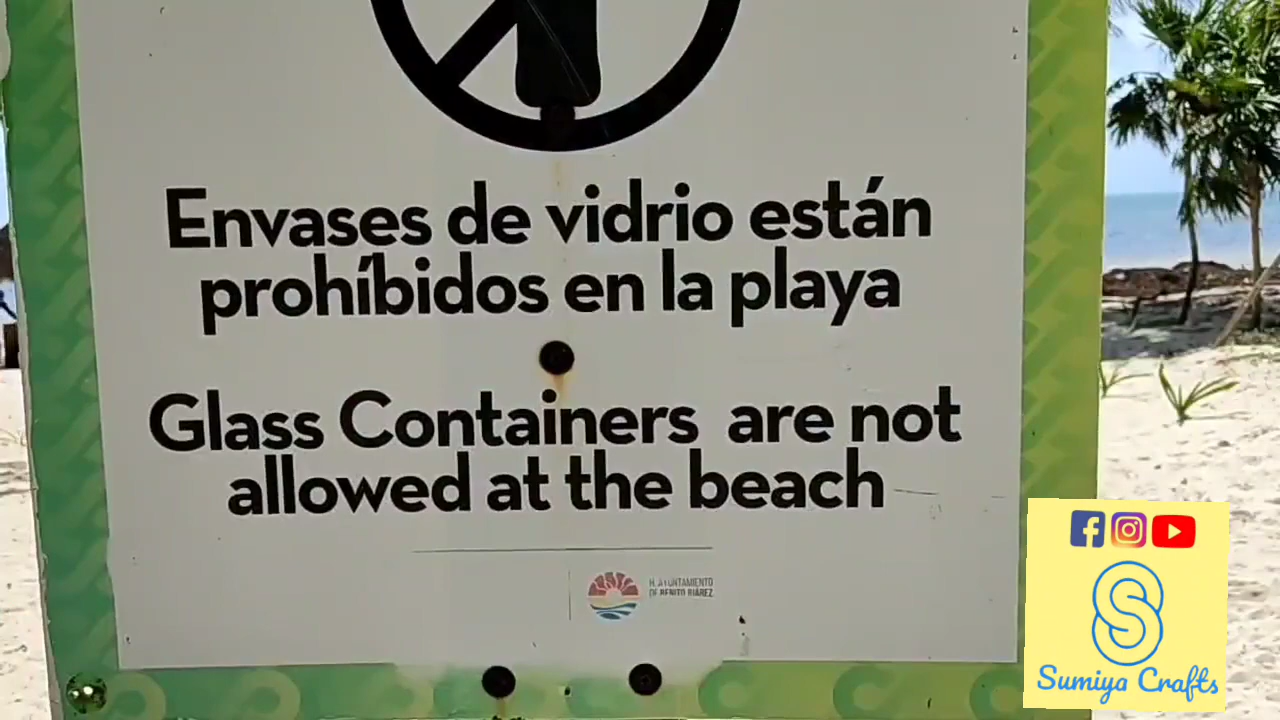 Envases de vidrio están
prohíbidos en la playa
Glass Containers are not
allowed at the beach
H. AYUNTAMIENTO
DE BENITO JUÁREZ
Sumiya Crafts